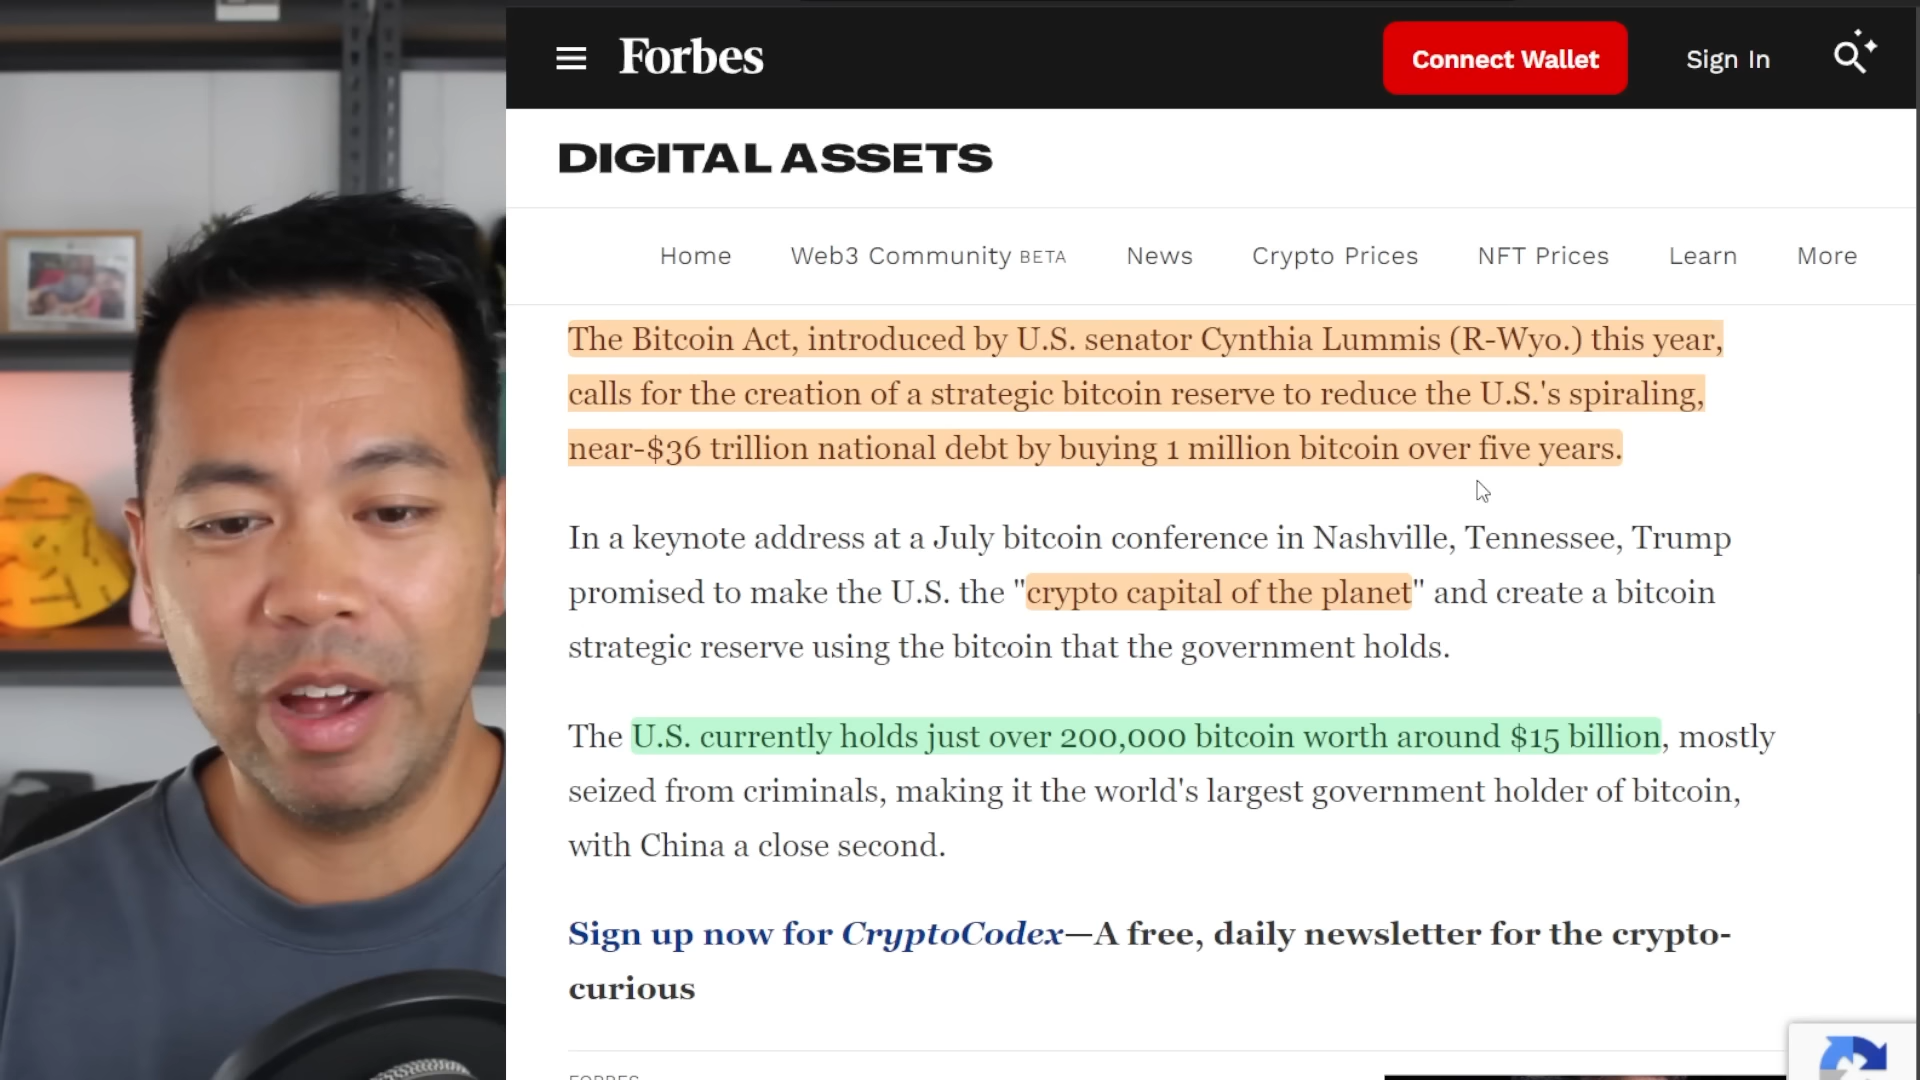 Forbes
Connect Wallet
Sign In
DIGITAL ASSETS
Home
Web3 Community BETA
News
Crypto Prices
NFT Prices
Learn
More
The Bitcoin Act, introduced by U.S. senator Cynthia Lummis (R-Wyo.) this year,
calls for the creation of a strategic bitcoin reserve to reduce the U.S.'s spiraling,
near-$36 trillion national debt by buying 1 million bitcoin over five years.
In a keynote address at a July bitcoin conference in Nashville, Tennessee, Trump
promised to make the U.S. the "crypto capital of the planet" and create a bitcoin
strategic reserve using the bitcoin that the government holds.
The U.S. currently holds just over 200,000 bitcoin worth around $15 billion, mostly
seized from criminals, making it the world's largest government holder of bitcoin,
with China a close second.
Sign up now for CryptoCodex—A free, daily newsletter for the crypto-
curious
FORBES